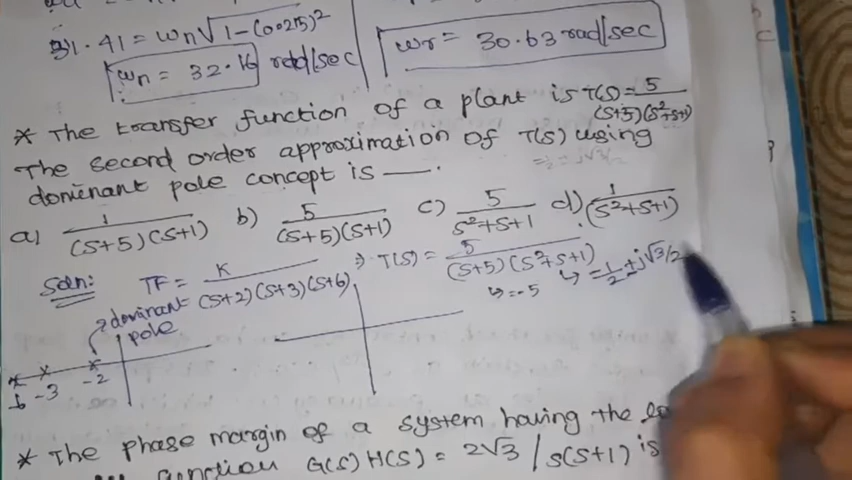 31.41 = ωn√1-(0.215)²
ωn = 32.16 rad/sec
ωr = 30.63 rad/sec
* The transfer function of a plant is T(s) = 5/(s+5)(s²+s+1)
The second order approximation of T(s) using
dominant pole concept is —.
a) 1/(s+5)(s+1) b) 5/(s+5)(s+1) c) 5/s²+s+1 d) 1/(s²+s+1)
Soln: TF = K/(s+2)(s+3)(s+6) ⇒ T(s) = 5/(s+5)(s²+s+1)
↳ = -5 ↳ = 1/2 ± j√3/2
dominant
pole
-6 -3 -2
* The phase margin of a system having the
function G(s) H(s) = 2√3 / s(s+1) is